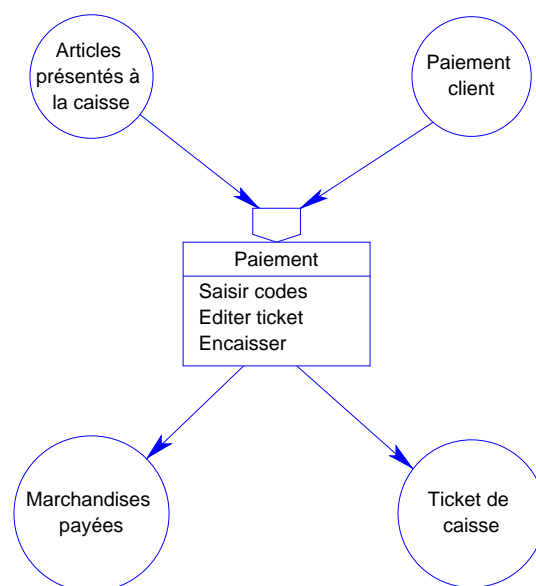 Articles
présentés à
la caisse
Paiement
client
Paiement
Saisir codes
Editer ticket
Encaisser
Marchandises
payées
Ticket de
caisse